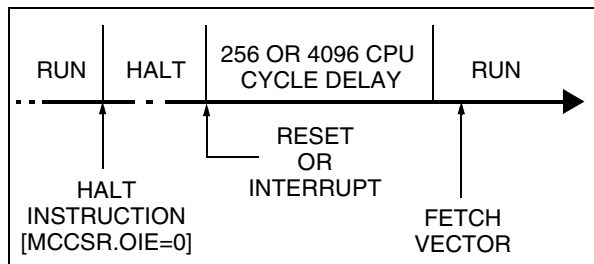 RUN
HALT
256 OR 4096 CPU
CYCLE DELAY
RUN
RESET
OR
INTERRUPT
HALT
INSTRUCTION
[MCCSR.OIE=0]
FETCH
VECTOR